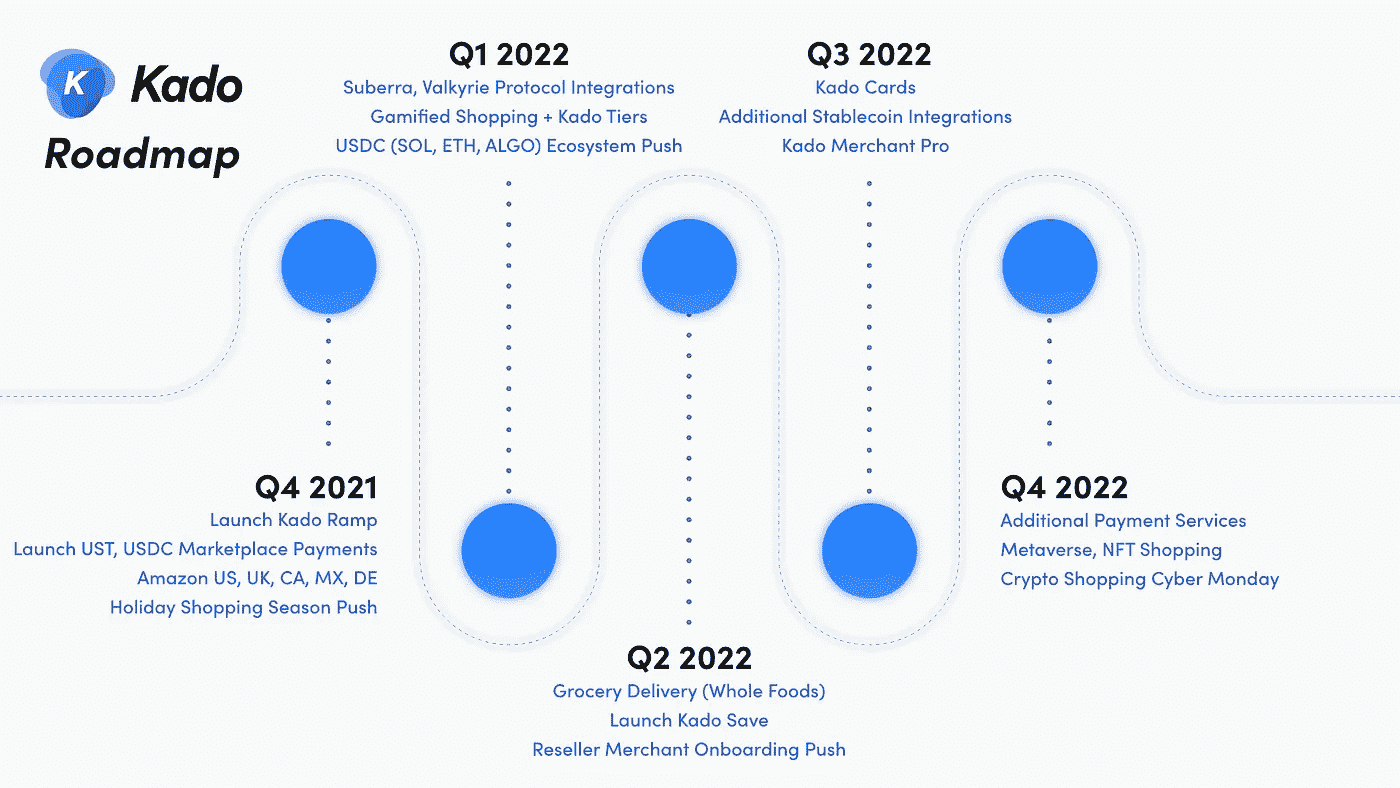 K Kado
Roadmap
Q1 2022
Suberra, Valkyrie Protocol Integrations
Gamified Shopping + Kado Tiers
USDC (SOL, ETH, ALGO) Ecosystem Push
Q3 2022
Kado Cards
Additional Stablecoin Integrations
Kado Merchant Pro
Q4 2021
Launch Kado Ramp
Launch UST, USDC Marketplace Payments
Amazon US, UK, CA, MX, DE
Holiday Shopping Season Push
Q4 2022
Additional Payment Services
Metaverse, NFT Shopping
Crypto Shopping Cyber Monday
Q2 2022
Grocery Delivery (Whole Foods)
Launch Kado Save
Reseller Merchant Onboarding Push